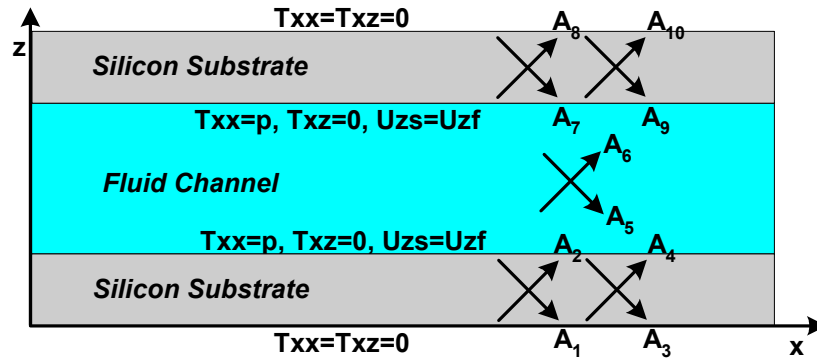 Txx=Txz=0
z
A₈ A₁₀
Silicon Substrate
Txx=p, Txz=0, Uzs=Uzf
A₇ A₉
A₆
Fluid Channel
A₅
Txx=p, Txz=0, Uzs=Uzf
A₂ A₄
Silicon Substrate
Txx=Txz=0
A₁ A₃
x